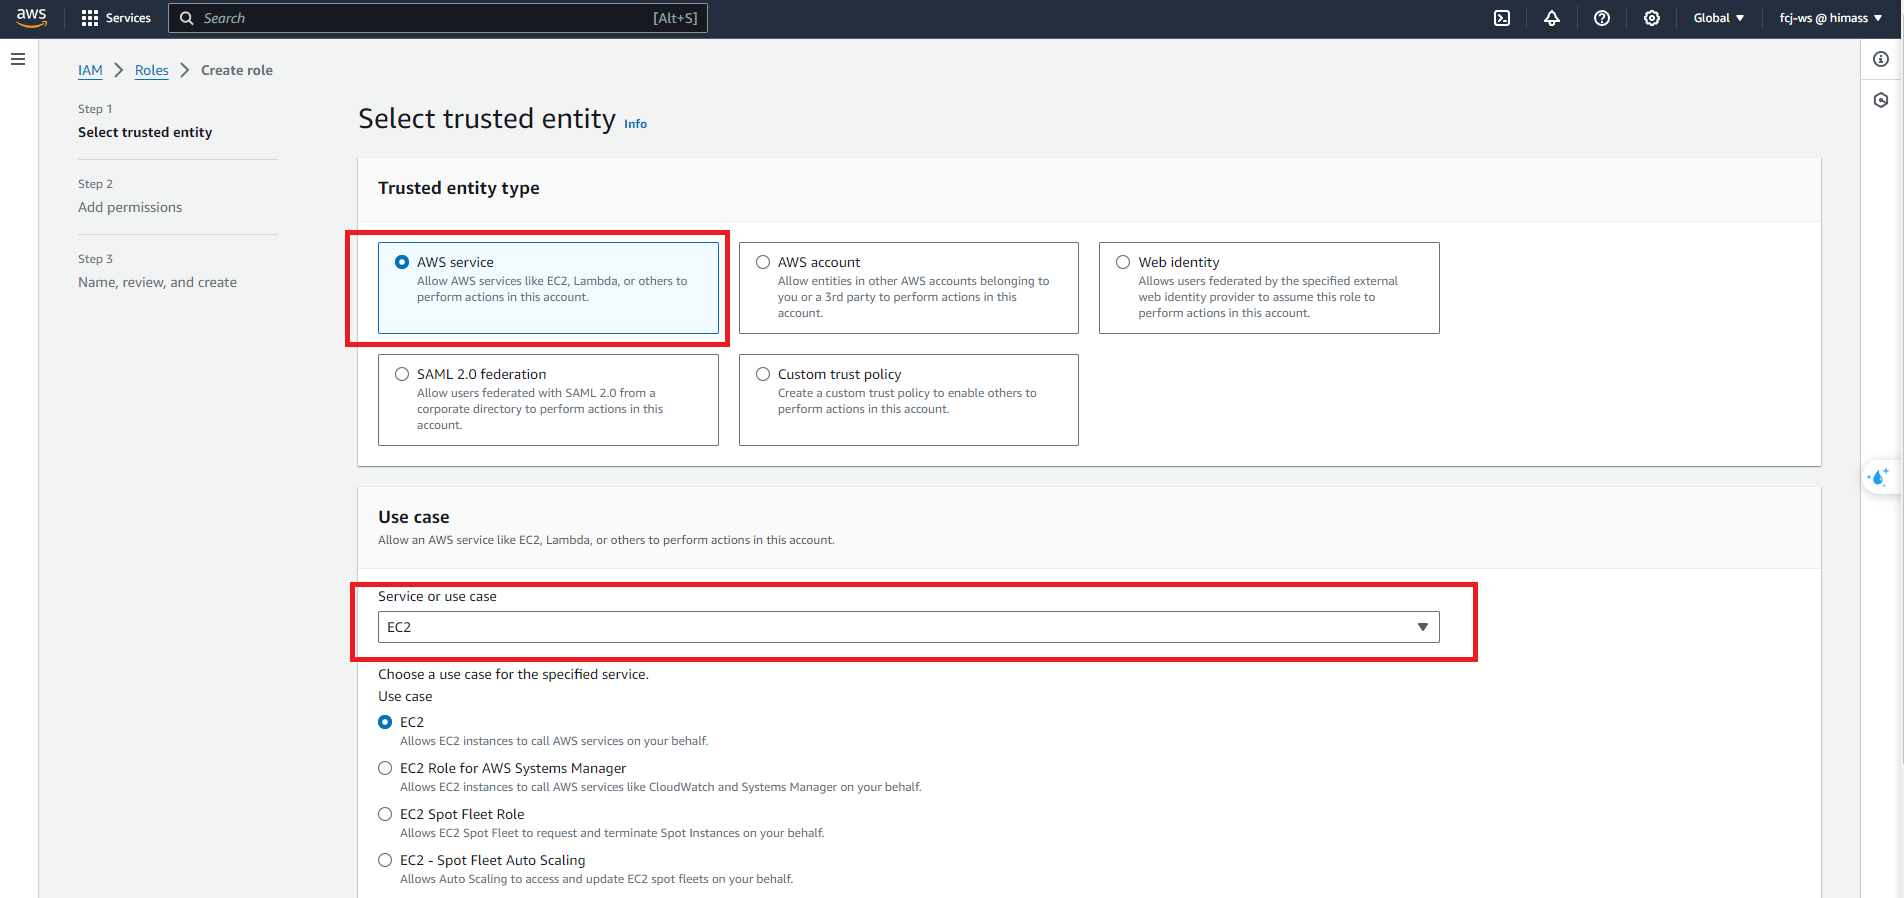 aws
Services
Search
[Alt+S]
Global
fcj-ws @ himass
IAM
Roles
Create role
Step 1
Select trusted entity
Step 2
Add permissions
Step 3
Name, review, and create
Select trusted entity Info
Trusted entity type
AWS service
Allow AWS services like EC2, Lambda, or others to
perform actions in this account.
AWS account
Allow entities in other AWS accounts belonging to
you or a 3rd party to perform actions in this
account.
Web identity
Allows users federated by the specified external
web identity provider to assume this role to
perform actions in this account.
SAML 2.0 federation
Allow users federated with SAML 2.0 from a
corporate directory to perform actions in this
account.
Custom trust policy
Create a custom trust policy to enable others to
perform actions in this account.
Use case
Allow an AWS service like EC2, Lambda, or others to perform actions in this account.
Service or use case
EC2
Choose a use case for the specified service.
Use case
EC2
Allows EC2 instances to call AWS services on your behalf.
EC2 Role for AWS Systems Manager
Allows EC2 instances to call AWS services like CloudWatch and Systems Manager on your behalf.
EC2 Spot Fleet Role
Allows EC2 Spot Fleet to request and terminate Spot Instances on your behalf.
EC2 - Spot Fleet Auto Scaling
Allows Auto Scaling to access and update EC2 spot fleets on your behalf.